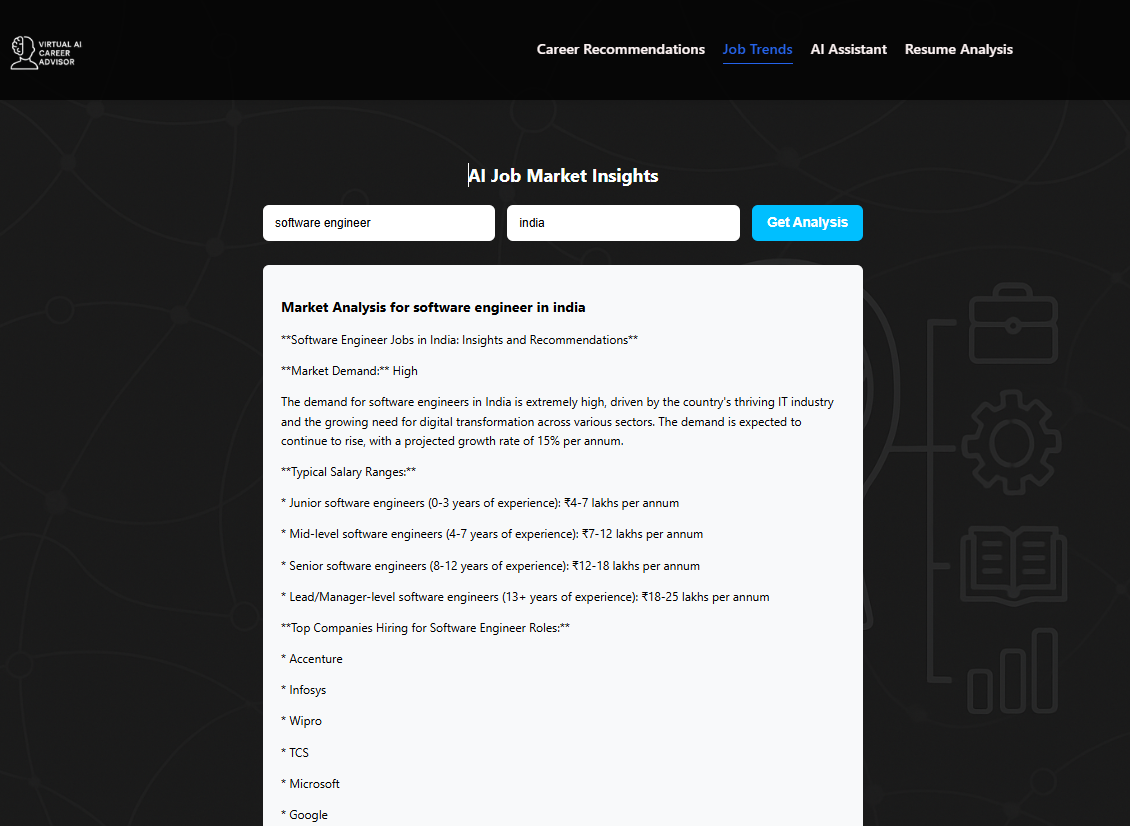 VIRTUAL AI
CAREER
ADVISOR
Career Recommendations
Job Trends
AI Assistant
Resume Analysis
AI Job Market Insights
software engineer
india
Get Analysis
Market Analysis for software engineer in india
**Software Engineer Jobs in India: Insights and Recommendations**
**Market Demand:** High
The demand for software engineers in India is extremely high, driven by the country's thriving IT industry
and the growing need for digital transformation across various sectors. The demand is expected to
continue to rise, with a projected growth rate of 15% per annum.
**Typical Salary Ranges:**
* Junior software engineers (0-3 years of experience): ₹4-7 lakhs per annum
* Mid-level software engineers (4-7 years of experience): ₹7-12 lakhs per annum
* Senior software engineers (8-12 years of experience): ₹12-18 lakhs per annum
* Lead/Manager-level software engineers (13+ years of experience): ₹18-25 lakhs per annum
**Top Companies Hiring for Software Engineer Roles:**
* Accenture
* Infosys
* Wipro
* TCS
* Microsoft
* Google